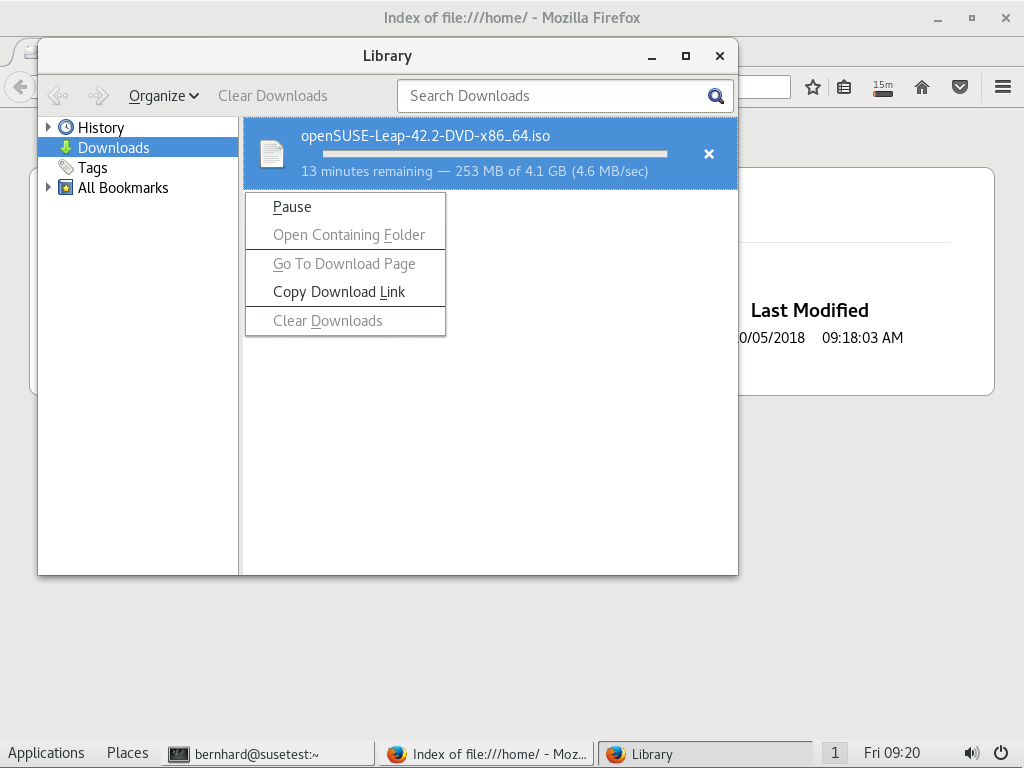 Index of file:///home/ - Mozilla Firefox
Library
Organize
Clear Downloads
Search Downloads
15m
History
Downloads
Tags
All Bookmarks
openSUSE-Leap-42.2-DVD-x86_64.iso
13 minutes remaining — 253 MB of 4.1 GB (4.6 MB/sec)
Pause
Open Containing Folder
Go To Download Page
Copy Download Link
Clear Downloads
Last Modified
0/05/2018 09:18:03 AM
Applications
Places
bernhard@susetest:~
Index of file:///home/ - Moz...
Library
1
Fri 09:20